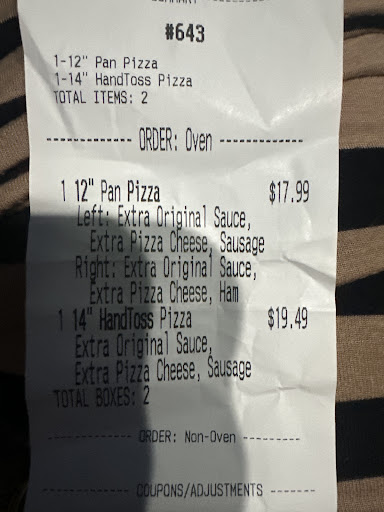 #643
1-12" Pan Pizza
1-14" HandToss Pizza
TOTAL ITEMS: 2
------------ ORDER: Oven ------------
1 12" Pan Pizza $17.99
Left: Extra Original Sauce,
Extra Pizza Cheese, Sausage
Right: Extra Original Sauce,
Extra Pizza Cheese, Ham
1 14" HandToss Pizza $19.49
Extra Original Sauce,
Extra Pizza Cheese, Sausage
TOTAL BOXES: 2
------------ ORDER: Non-Oven ---------
------------ COUPONS/ADJUSTMENTS -------